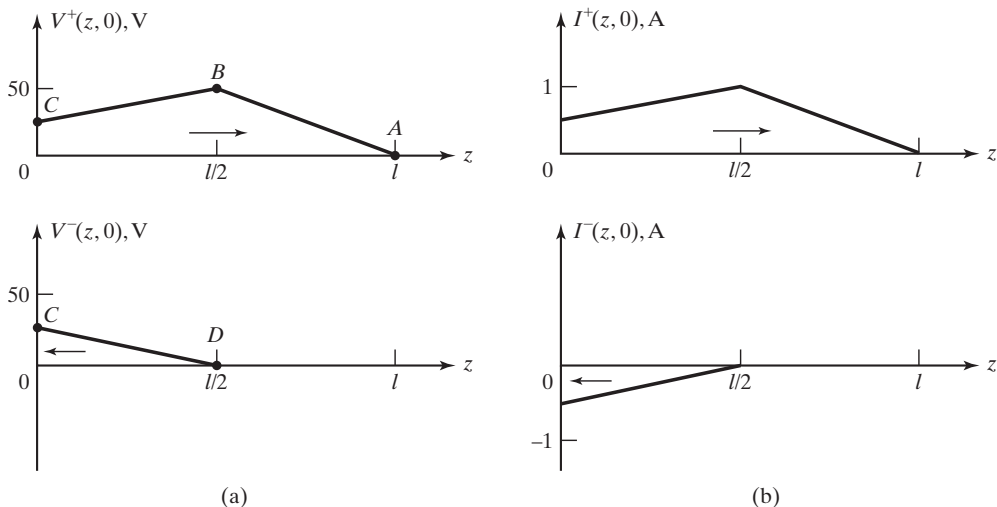 V⁺(z, 0), V
50
C
B
A
0
l/2
l
z
I⁺(z, 0), A
1
0
l/2
l
z
V⁻(z, 0), V
50
C
D
0
l/2
l
z
I⁻(z, 0), A
0
l/2
l
z
–1
(a)
(b)